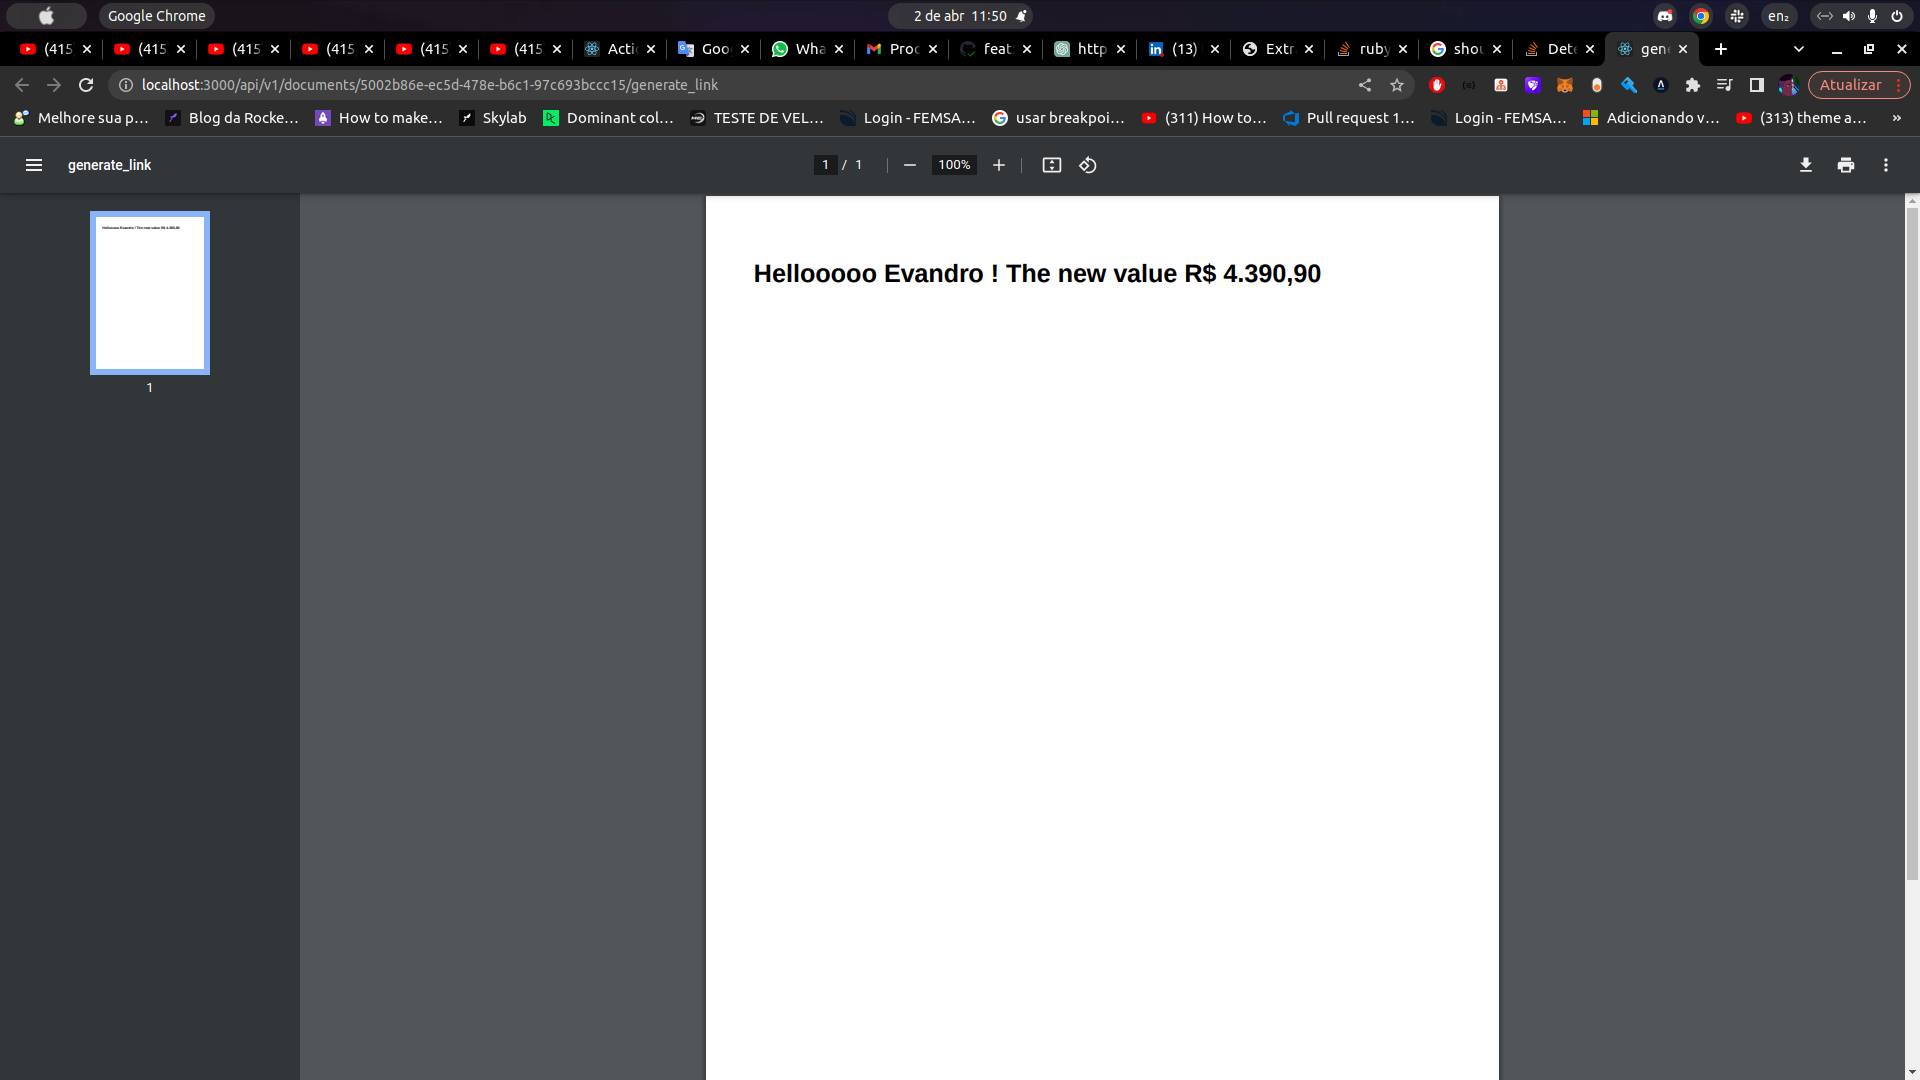 Google Chrome
2 de abr 11:50
en₂
(415
(415
(415
(415
(415
(415
Acti
Goo
Wha
Proc
feat:
http
(13)
Extr
ruby
shou
Dete
gen
localhost:3000/api/v1/documents/5002b86e-ec5d-478e-b6c1-97c693bccc15/generate_link
Atualizar
Melhore sua p...
Blog da Rocke...
How to make...
Skylab
Dominant col...
TESTE DE VEL...
Login - FEMSA...
usar breakpoi...
(311) How to...
Pull request 1...
Login - FEMSA...
Adicionando v...
(313) theme a...
»
generate_link
1 / 1
100%
Hellooooo Evandro ! The new value R$ 4.390,90
1
Hellooooo Evandro ! The new value R$ 4.390,90